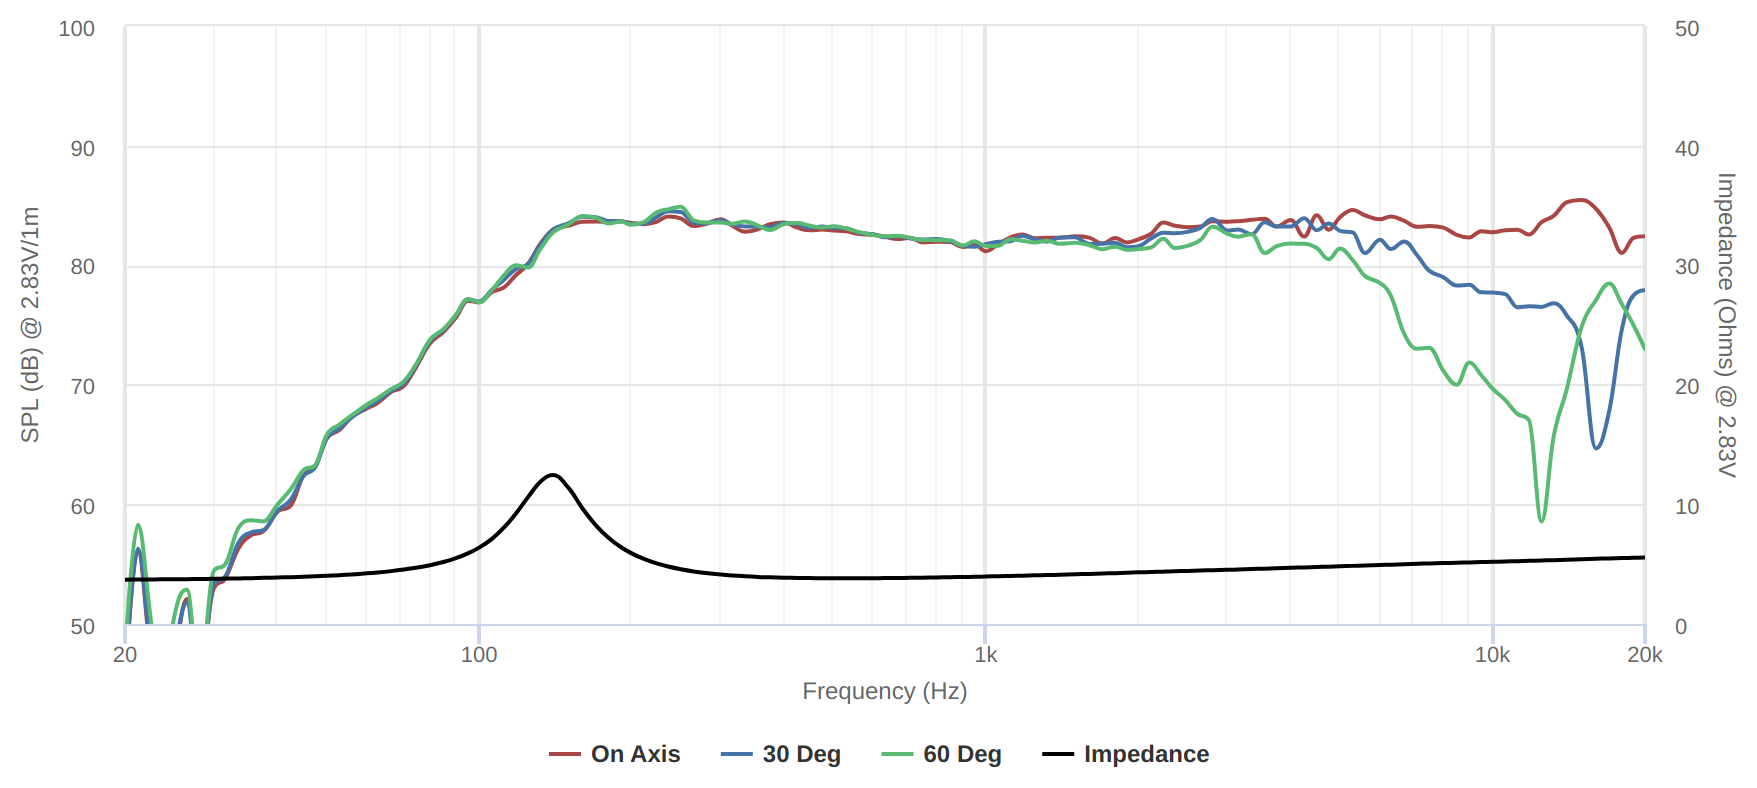 100
90
80
70
60
50
SPL (dB) @ 2.83V/1m
50
40
30
20
10
0
Impedance (Ohms) @ 2.83V
20
100
1k
10k
20k
Frequency (Hz)
On Axis
30 Deg
60 Deg
Impedance